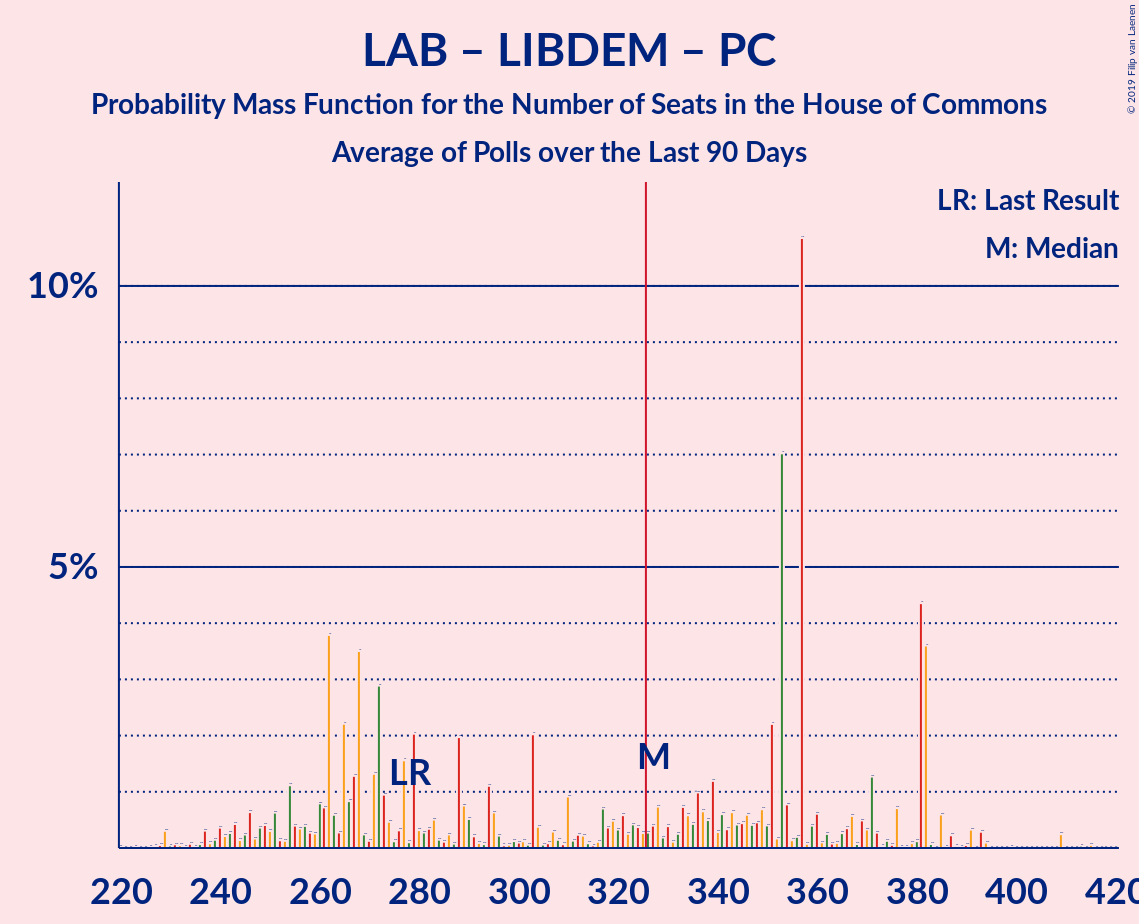 LAB – LIBDEM – PC
Probability Mass Function for the Number of Seats in the House of Commons
Average of Polls over the Last 90 Days
© 2019 Filip van Laenen
LR: Last Result
M: Median
10%
5%
LR
M
220 240 260 280 300 320 340 360 380 400 420